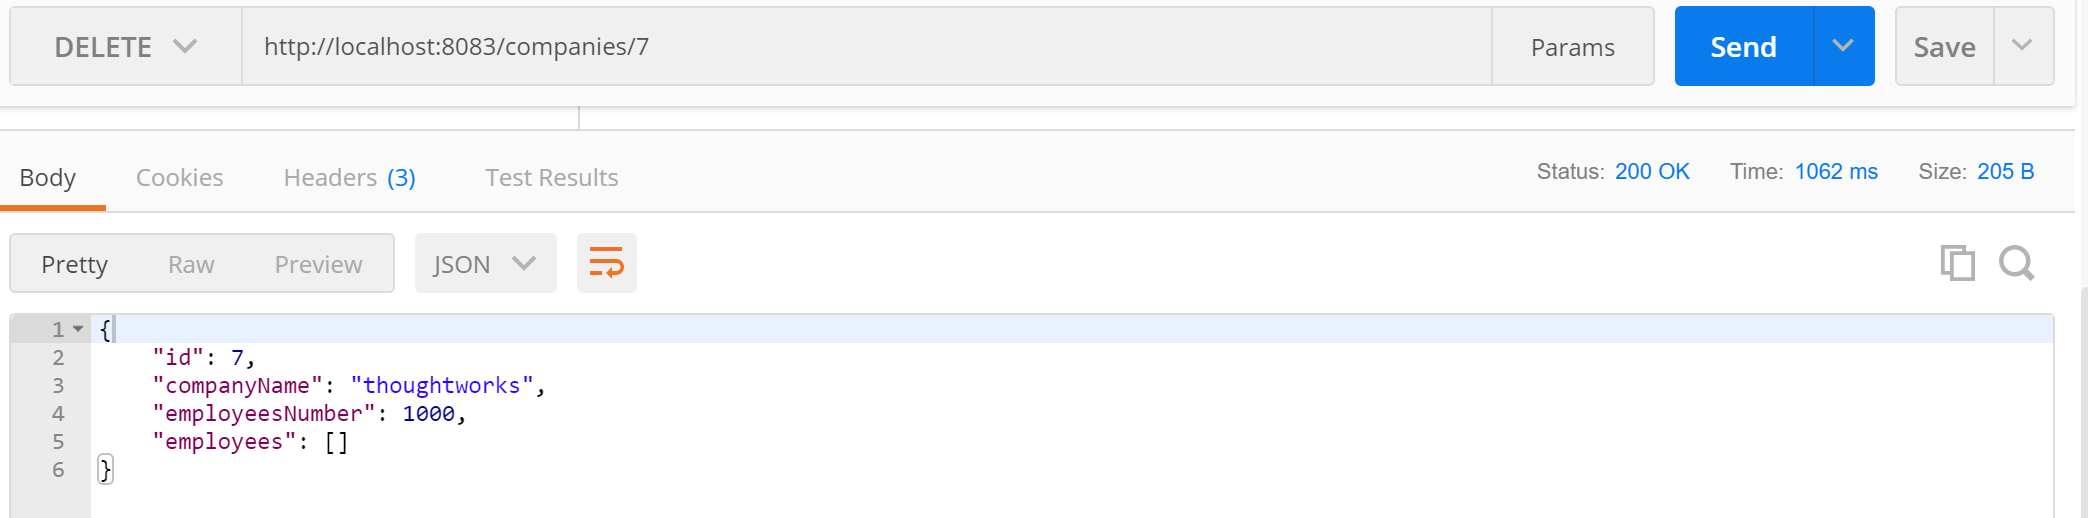 DELETE http://localhost:8083/companies/7 Params Send Save
Body Cookies Headers (3) Test Results Status: 200 OK Time: 1062 ms Size: 205 B
Pretty Raw Preview JSON
1 {
2 "id": 7,
3 "companyName": "thoughtworks",
4 "employeesNumber": 1000,
5 "employees": []
6 }